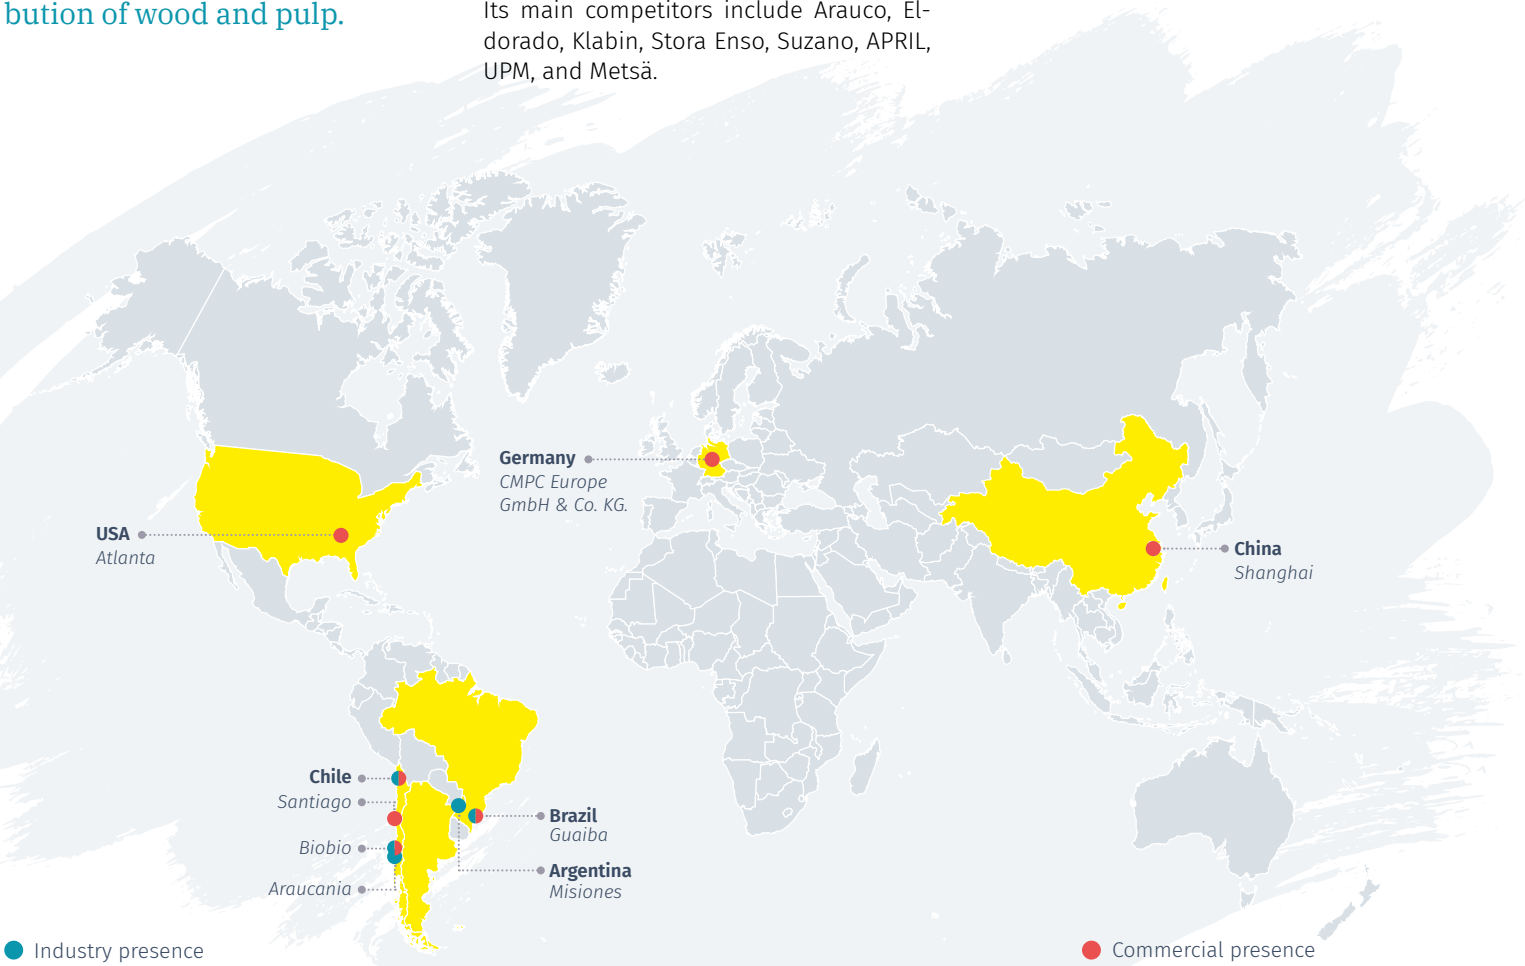 bution of wood and pulp.
Its main competitors include Arauco, El-
dorado, Klabin, Stora Enso, Suzano, APRIL,
UPM, and Metsä.
Germany
CMPC Europe
GmbH & Co. KG.
USA
Atlanta
China
Shanghai
Chile
Santiago
Biobio
Araucania
Brazil
Guaiba
Argentina
Misiones
Industry presence
Commercial presence